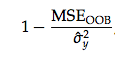 1 − MSE_OOB / σ̂_y^2